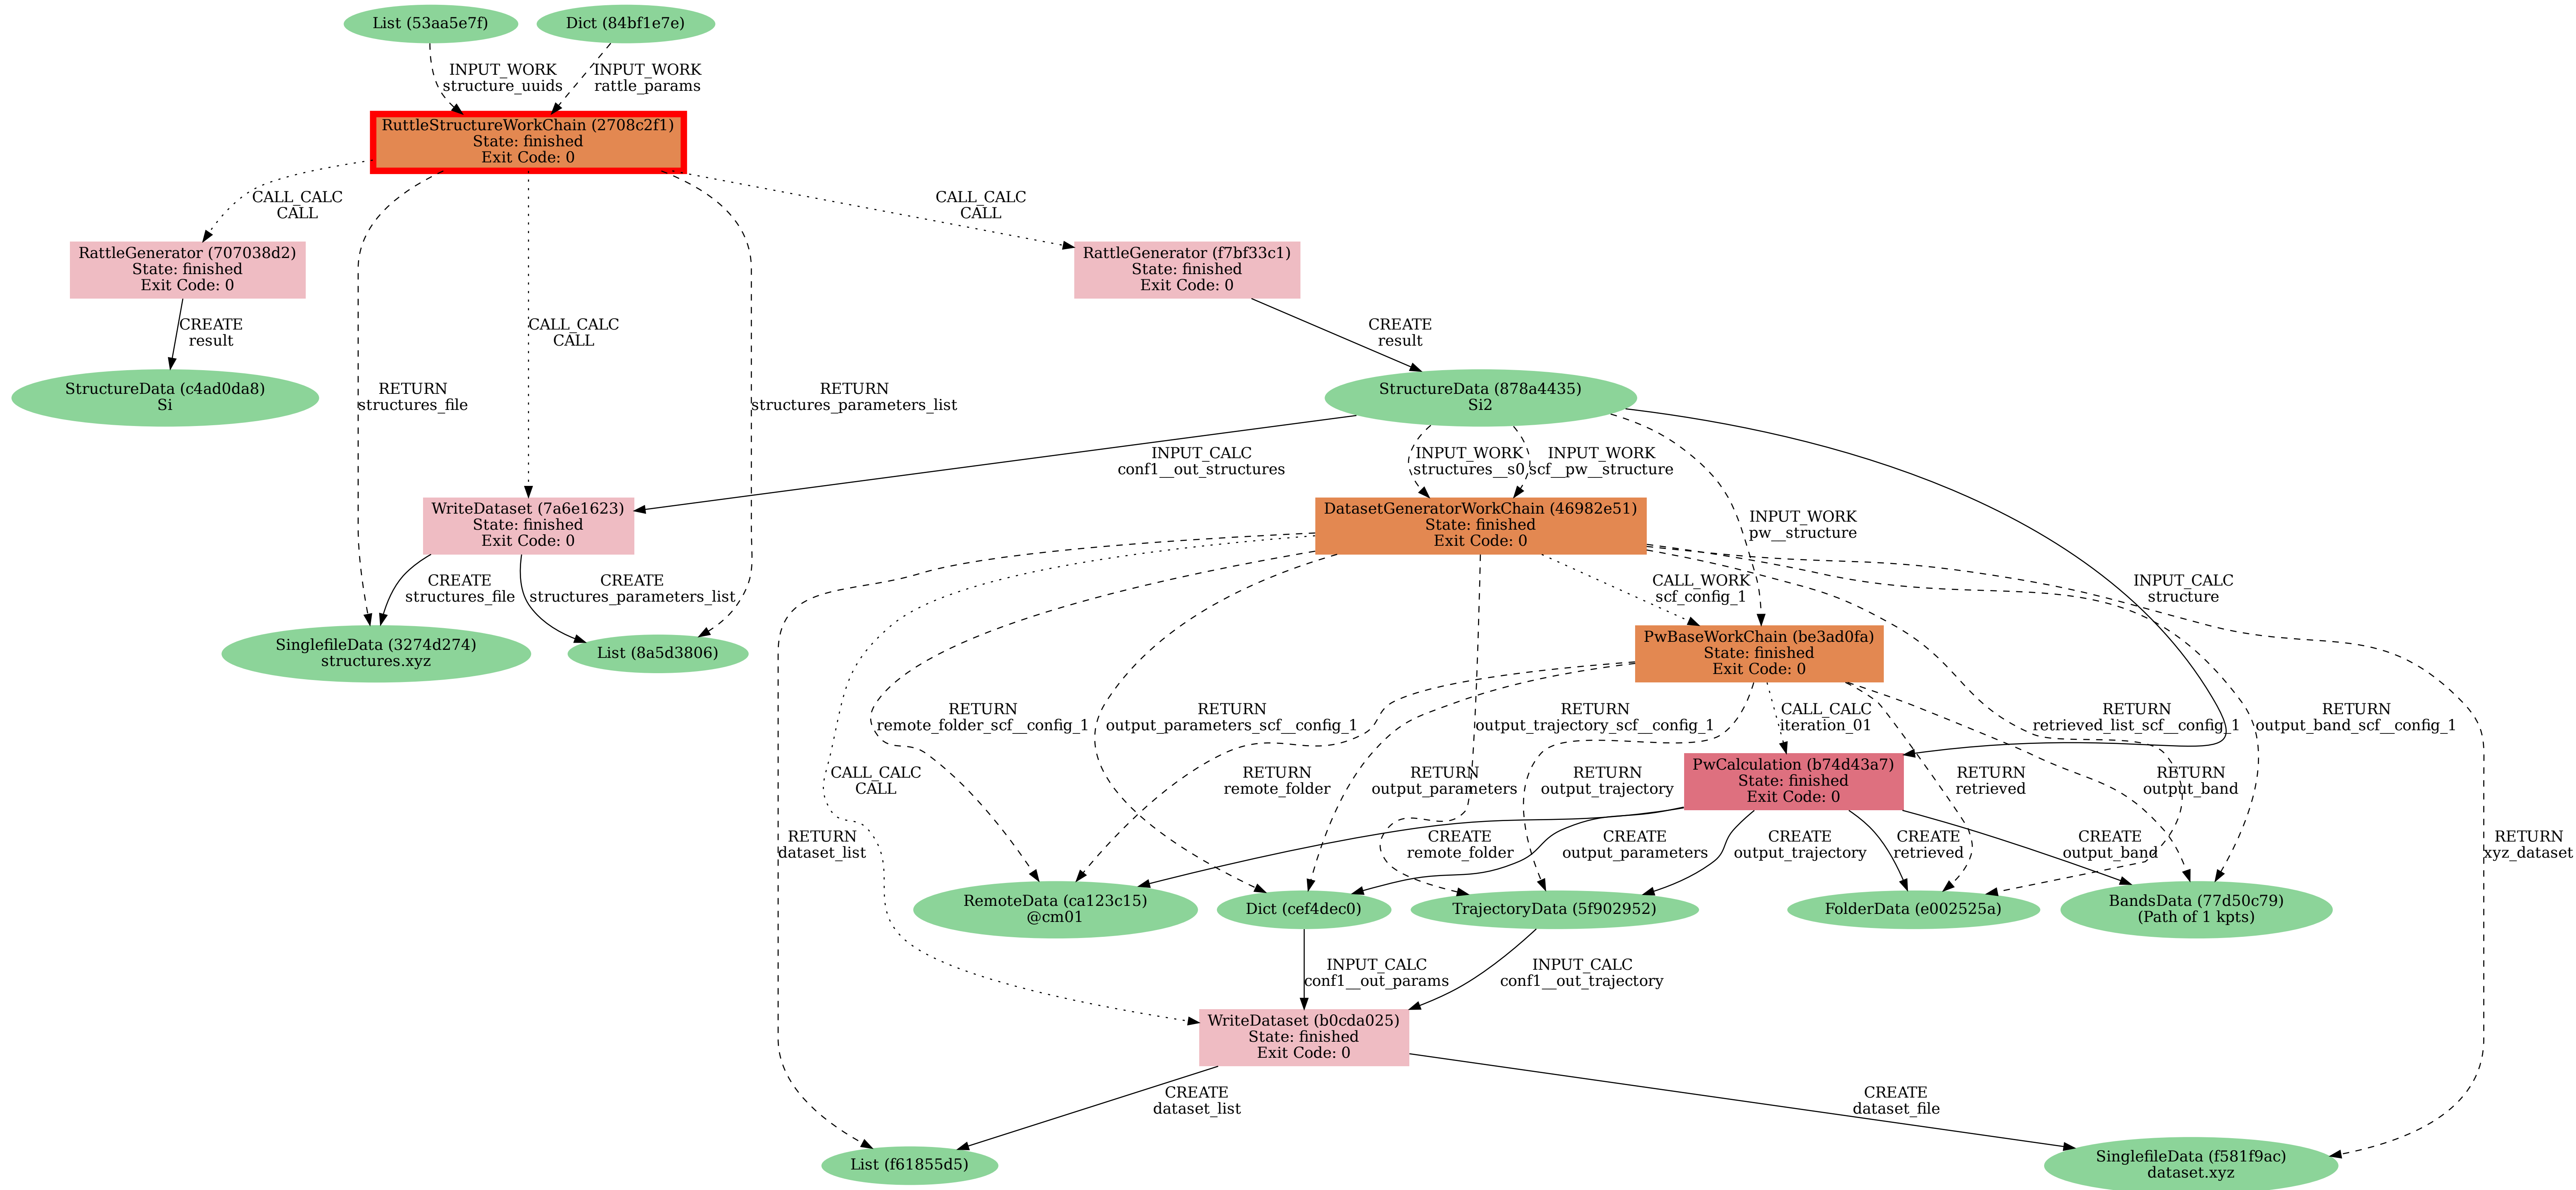 List (53aa5e7f)
Dict (84bf1e7e)
INPUT_WORK
structure_uuids
INPUT_WORK
rattle_params
RuttleStructureWorkChain (2708c2f1)
State: finished
Exit Code: 0
CALL_CALC
CALL
CALL_CALC
CALL
RattleGenerator (707038d2)
State: finished
Exit Code: 0
RattleGenerator (f7bf33c1)
State: finished
Exit Code: 0
CREATE
result
CALL_CALC
CALL
CREATE
result
StructureData (c4ad0da8)
Si
RETURN
structures_file
RETURN
structures_parameters_list
StructureData (878a4435)
Si2
INPUT_CALC
conf1__out_structures
INPUT_WORK
structures__s0
INPUT_WORK
scf__pw__structure
WriteDataset (7a6e1623)
State: finished
Exit Code: 0
DatasetGeneratorWorkChain (46982e51)
State: finished
Exit Code: 0
INPUT_WORK
pw__structure
CREATE
structures_file
CREATE
structures_parameters_list
CALL_WORK
scf_config_1
INPUT_CALC
structure
SinglefileData (3274d274)
structures.xyz
List (8a5d3806)
PwBaseWorkChain (be3ad0fa)
State: finished
Exit Code: 0
RETURN
remote_folder_scf__config_1
RETURN
output_parameters_scf__config_1
RETURN
output_trajectory_scf__config_1
CALL_CALC
iteration_01
RETURN
retrieved_list_scf__config_1
RETURN
output_band_scf__config_1
CALL_CALC
CALL
RETURN
remote_folder
RETURN
output_parameters
RETURN
output_trajectory
PwCalculation (b74d43a7)
State: finished
Exit Code: 0
RETURN
retrieved
RETURN
output_band
RETURN
dataset_list
CREATE
remote_folder
CREATE
output_parameters
CREATE
output_trajectory
CREATE
retrieved
CREATE
output_band
RETURN
xyz_dataset
RemoteData (ca123c15)
@cm01
Dict (cef4dec0)
TrajectoryData (5f902952)
FolderData (e002525a)
BandsData (77d50c79)
(Path of 1 kpts)
INPUT_CALC
conf1__out_params
INPUT_CALC
conf1__out_trajectory
WriteDataset (b0cda025)
State: finished
Exit Code: 0
CREATE
dataset_list
CREATE
dataset_file
List (f61855d5)
SinglefileData (f581f9ac)
dataset.xyz